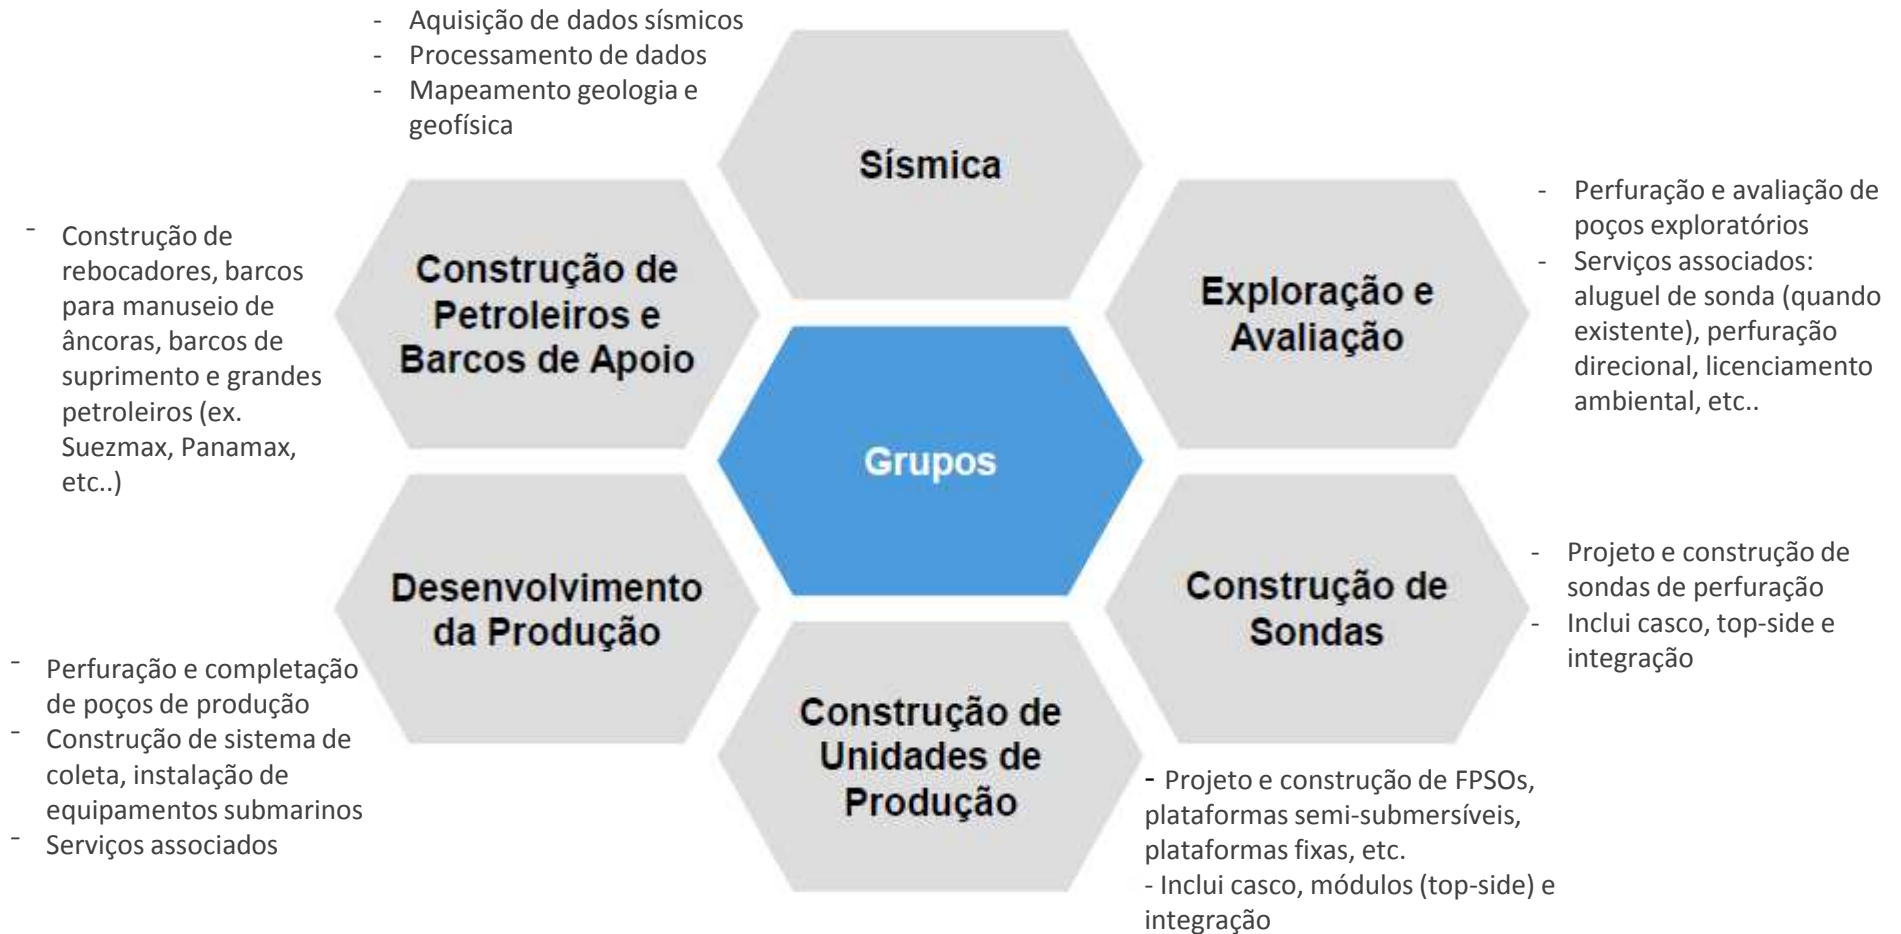 - Aquisição de dados sísmicos
- Processamento de dados
- Mapeamento geologia e
geofísica
Sísmica
- Construção de
rebocadores, barcos
para manuseio de
âncoras, barcos de
suprimento e grandes
petroleiros (ex.
Suezmax, Panamax,
etc..)
Construção de
Petroleiros e
Barcos de Apoio
Exploração e
Avaliação
- Perfuração e avaliação de
poços exploratórios
- Serviços associados:
aluguel de sonda (quando
existente), perfuração
direcional, licenciamento
ambiental, etc..
Grupos
Desenvolvimento
da Produção
- Perfuração e completação
de poços de produção
- Construção de sistema de
coleta, instalação de
equipamentos submarinos
- Serviços associados
Construção de
Sondas
- Projeto e construção de
sondas de perfuração
- Inclui casco, top-side e
integração
Construção de
Unidades de
Produção
- Projeto e construção de FPSOs,
plataformas semi-submersíveis,
plataformas fixas, etc.
- Inclui casco, módulos (top-side) e
integração